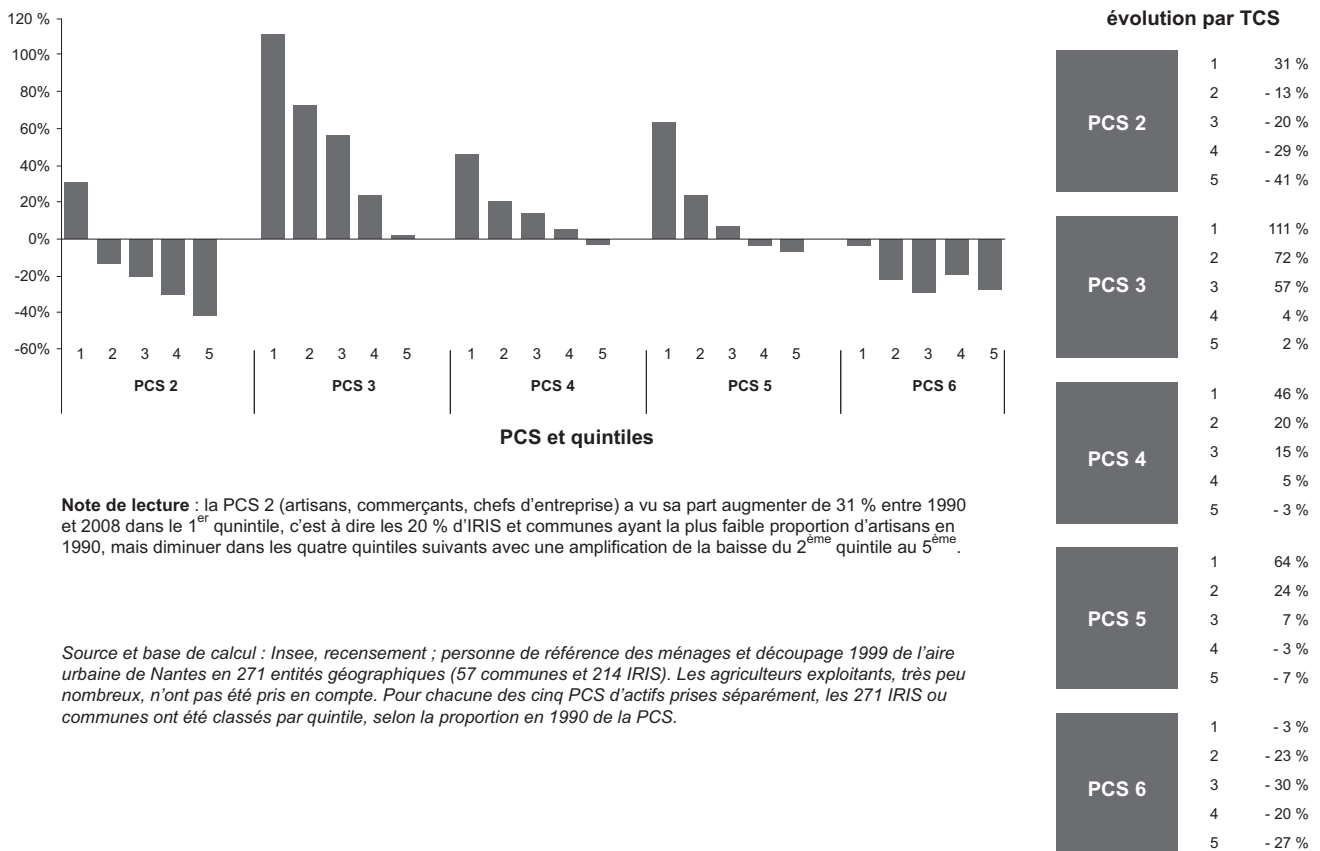 120 %
100%
80%
60%
40%
20%
0%
-20%
-40%
-60%
1 2 3 4 5 1 2 3 4 5 1 2 3 4 5 1 2 3 4 5 1 2 3 4 5
PCS 2 PCS 3 PCS 4 PCS 5 PCS 6
PCS et quintiles
Note de lecture : la PCS 2 (artisans, commerçants, chefs d'entreprise) a vu sa part augmenter de 31 % entre 1990
et 2008 dans le 1er qunintile, c'est à dire les 20 % d'IRIS et communes ayant la plus faible proportion d'artisans en
1990, mais diminuer dans les quatre quintiles suivants avec une amplification de la baisse du 2ème quintile au 5ème.
Source et base de calcul : Insee, recensement ; personne de référence des ménages et découpage 1999 de l'aire
urbaine de Nantes en 271 entités géographiques (57 communes et 214 IRIS). Les agriculteurs exploitants, très peu
nombreux, n'ont pas été pris en compte. Pour chacune des cinq PCS d'actifs prises séparément, les 271 IRIS ou
communes ont été classés par quintile, selon la proportion en 1990 de la PCS.
évolution par TCS
PCS 2
1 31 %
2 - 13 %
3 - 20 %
4 - 29 %
5 - 41 %
PCS 3
1 111 %
2 72 %
3 57 %
4 4 %
5 2 %
PCS 4
1 46 %
2 20 %
3 15 %
4 5 %
5 - 3 %
PCS 5
1 64 %
2 24 %
3 7 %
4 - 3 %
5 - 7 %
PCS 6
1 - 3 %
2 - 23 %
3 - 30 %
4 - 20 %
5 - 27 %